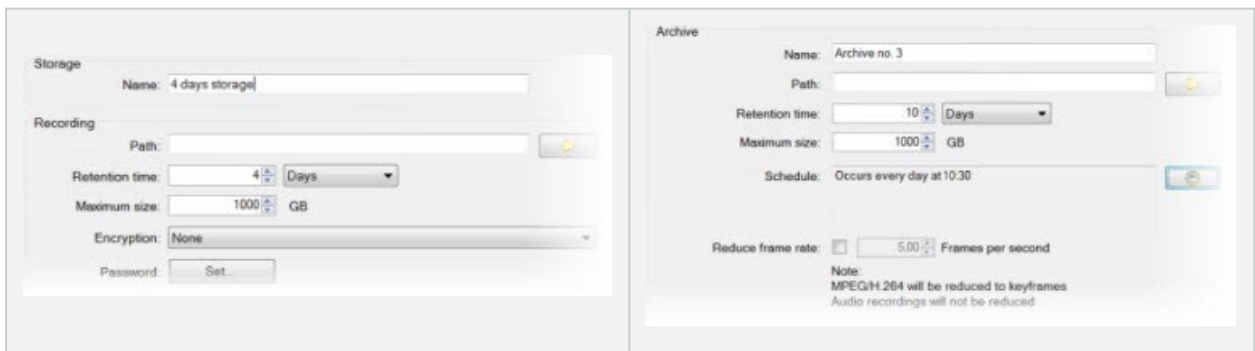 Storage
Name: 4 days storage
Recording
Path:
Retention time: 4 Days
Maximum size: 1000 GB
Encryption: None
Password: Set...
Archive
Name: Archive no. 3
Path:
Retention time: 10 Days
Maximum size: 1000 GB
Schedule: Occurs every day at 10:30
Reduce frame rate: 5.00 Frames per second
Note:
MPEG/H.264 will be reduced to keyframes
Audio recordings will not be reduced